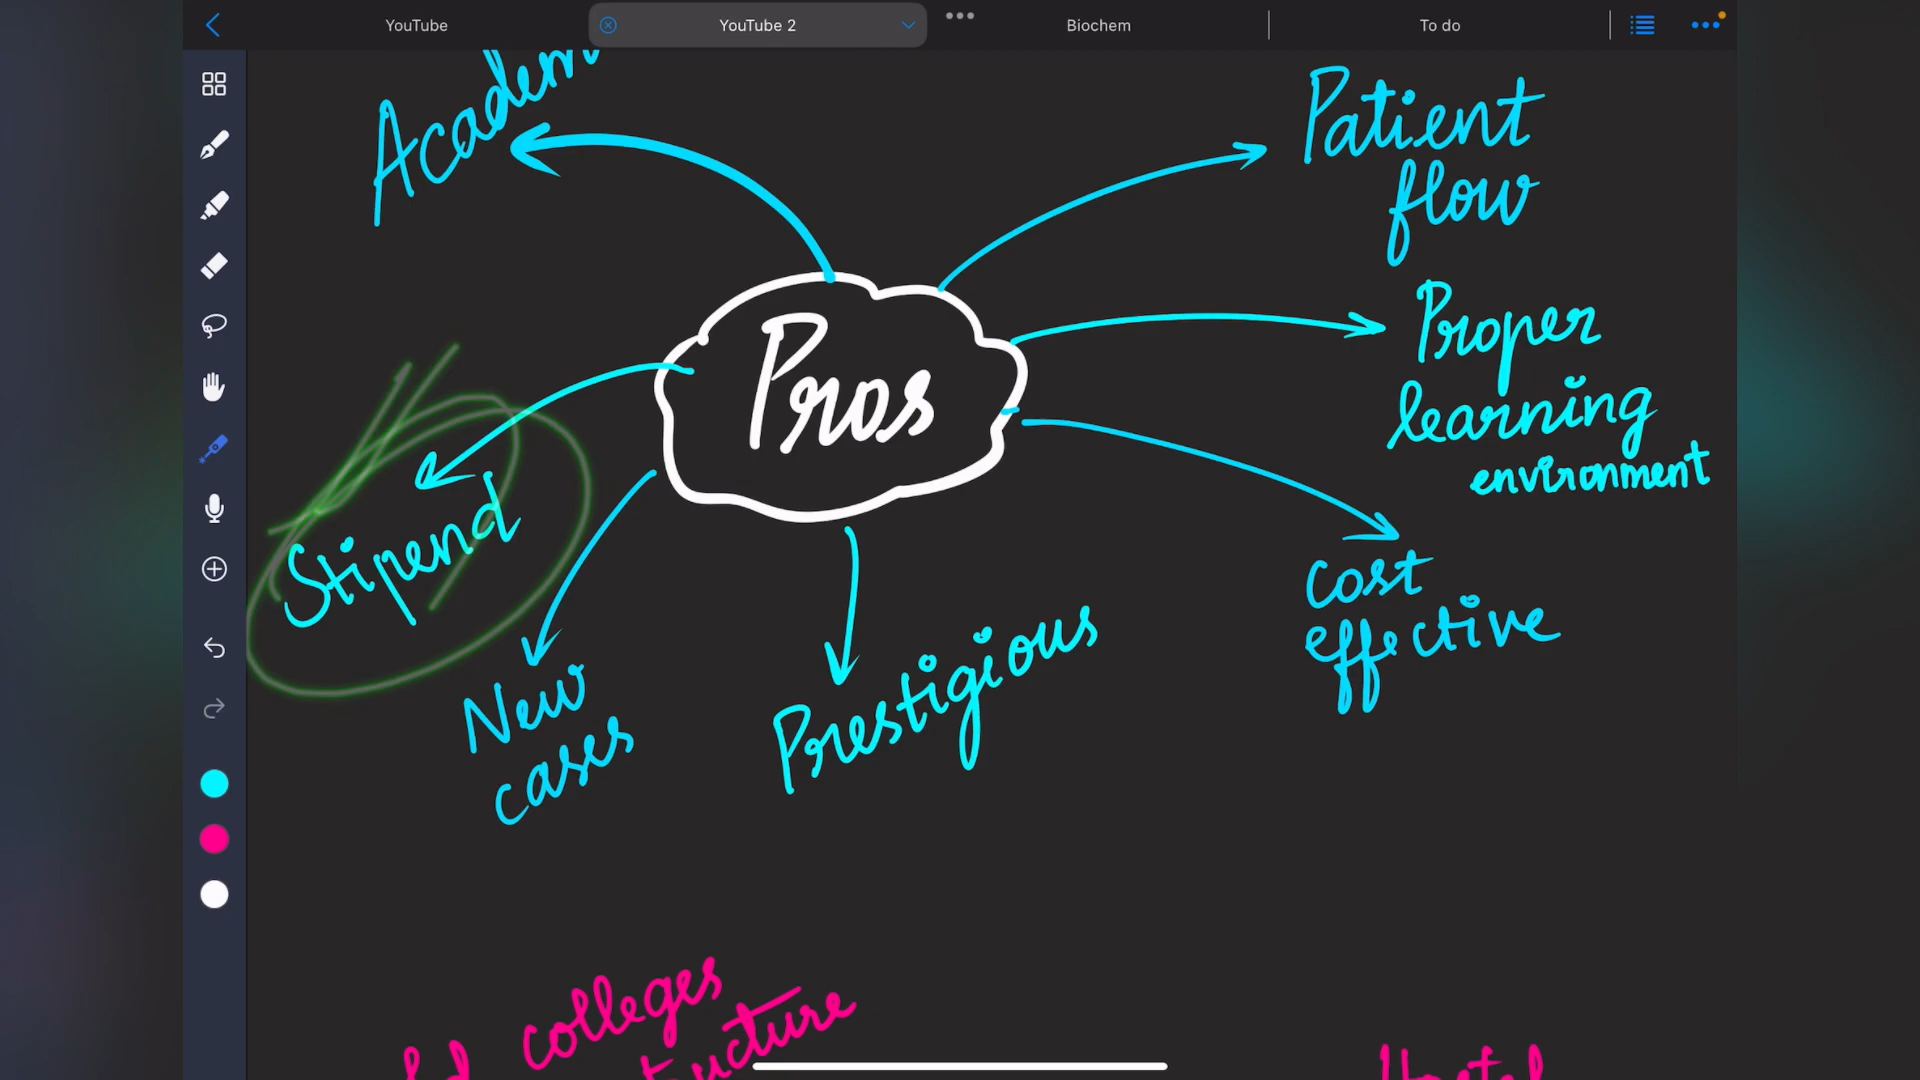 YouTube
YouTube 2
Biochem
To do
Patient
flow
Pros
Proper
learning
environment
Stipend
Cost
effective
New
cases
Prestigious
colleges
Hostel